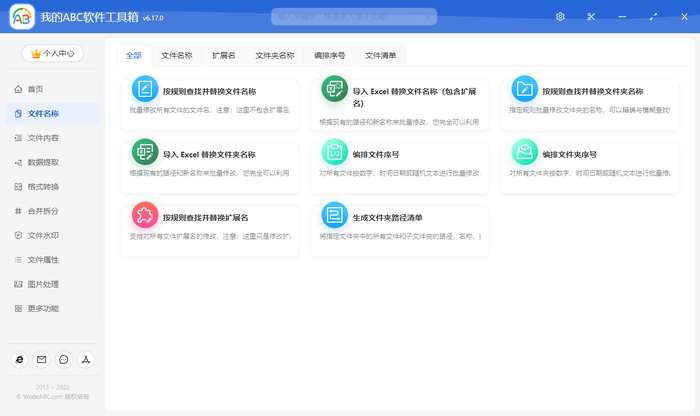 我的ABC软件工具箱 v6.17.0
个人中心
首页
文件名称
文件内容
数据提取
格式转换
合并拆分
文件水印
文件属性
图片处理
更多功能
2013 ~ 2022
© WodeABC.com 版权所有
全部 文件名称 扩展名 文件夹名称 编排序号 文件清单
按规则查找并替换文件名称
批量修改所有文件的文件名，注意：这里不包含扩展名
导入 Excel 替换文件名称（包含扩展
名）
根据现有的路径和新名称来批量修改，您完全可以利用
按规则查找并替换文件夹名称
指定规则批量修改文件夹的名称，可以精确与模糊查找
导入 Excel 替换文件夹名称
根据现有的路径和新名称来批量修改，您完全可以利用
编排文件序号
对所有文件按数字、时间日期或随机文本进行批量修改
编排文件夹序号
对所有文件夹按数字、时间日期或随机文本进行批量修
按规则查找并替换扩展名
支持对所有文件扩展名的修改，注意：这里只是修改扩
生成文件夹路径清单
将指定文件夹中的所有文件和子文件夹的路径、名称、